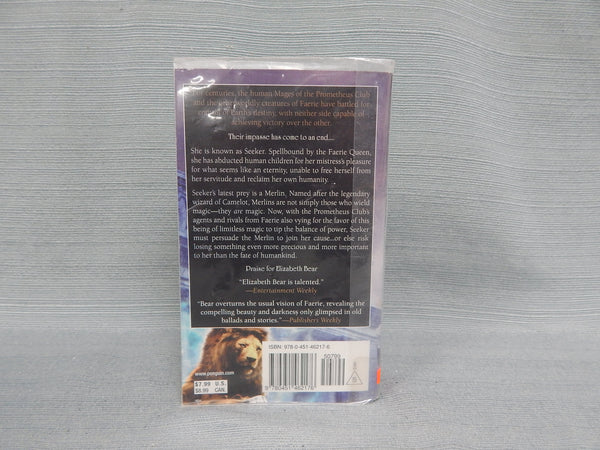 centuries, the human Mages of the Prometheus Club
and the otherworldly creatures of Faerie have battled for
Earth's destiny, with neither side capable of
achieving victory over the other.
Their impasse has come to an end....
She is known as Seeker. Spellbound by the Faerie Queen,
she has abducted human children for her mistress's pleasure
for what seems like an eternity, unable to free herself from
her servitude and reclaim her own humanity.
Seeker's latest prey is a Merlin. Named after the legendary
wizard of Camelot, Merlins are not simply those who wield
magic—they are magic. Now, with the Prometheus Club's
agents and rivals from Faerie also vying for the favor of this
being of limitless magic to tip the balance of power, Seeker
must persuade the Merlin to join her cause...or else risk
losing something even more precious and more important
to her than the fate of humankind.
Praise for Elizabeth Bear
"Elizabeth Bear is talented."
—Entertainment Weekly
"Bear overturns the usual vision of Faerie, revealing the
compelling beauty and darkness only glimpsed in old
ballads and stories."—Publishers Weekly
ISBN: 978-0-451-46217-6
50799
www.penguin.com
$7.99 U.S.
$8.99 CAN.
9 780451 462176